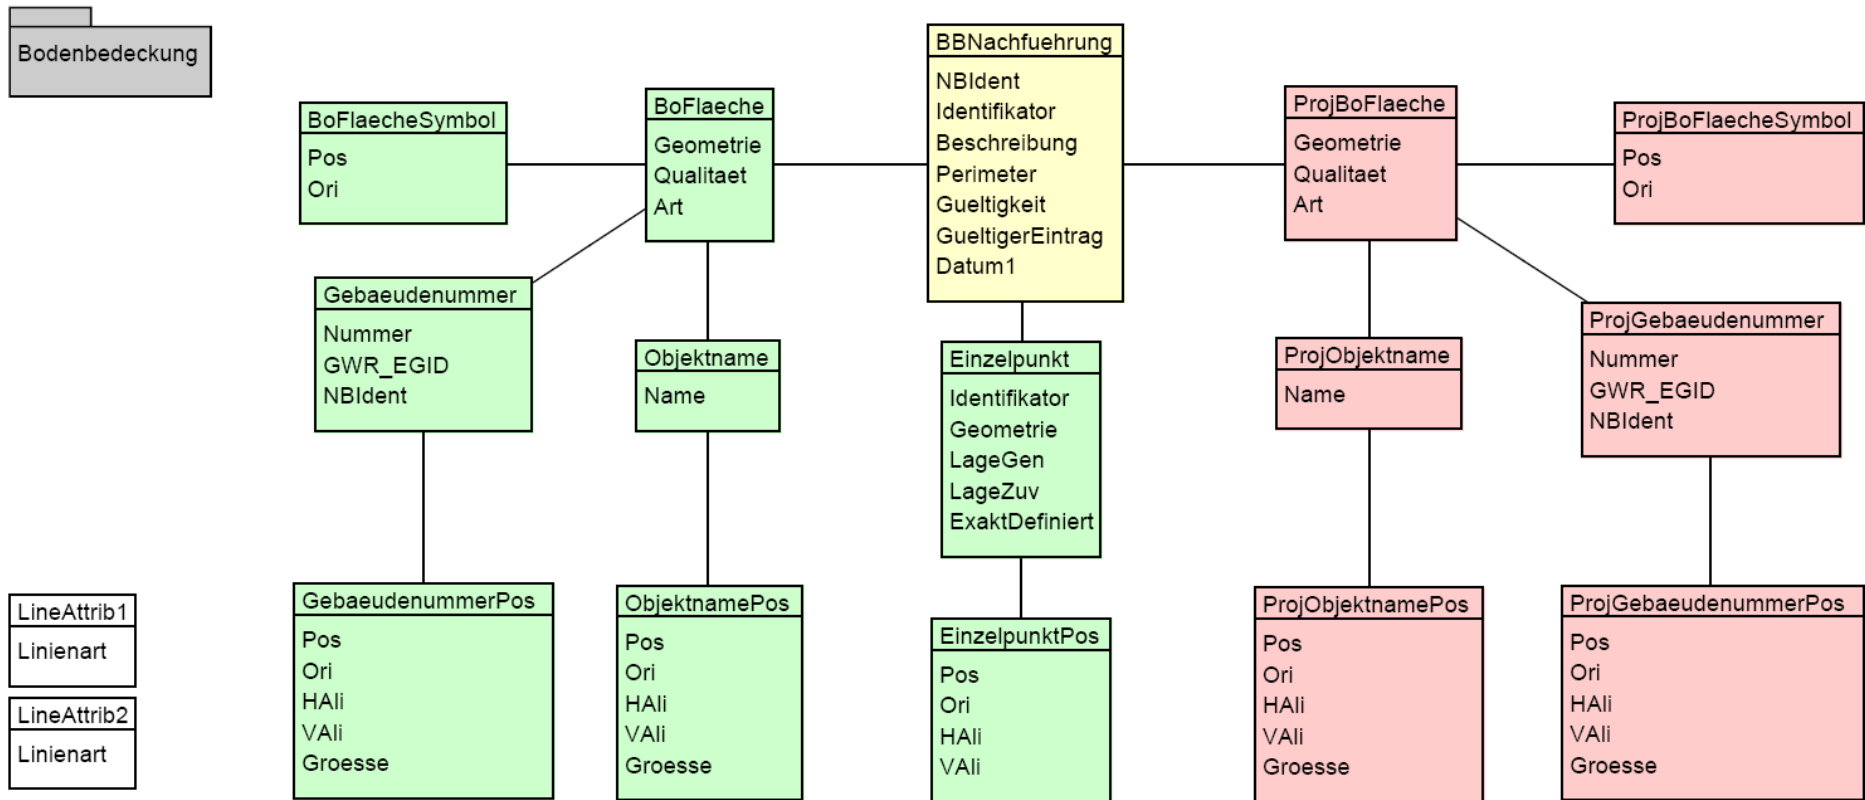 Bodenbedeckung
BoFlaecheSymbol
Pos
Ori
BoFlaeche
Geometrie
Qualitaet
Art
BBNachfuehrung
NBIdent
Identifikator
Beschreibung
Perimeter
Gueltigkeit
GueltigerEintrag
Datum1
ProjBoFlaeche
Geometrie
Qualitaet
Art
ProjBoFlaecheSymbol
Pos
Ori
Gebaeudenummer
Nummer
GWR_EGID
NBIdent
Objektname
Name
Einzelpunkt
Identifikator
Geometrie
LageGen
LageZuv
ExaktDefiniert
ProjObjektname
Name
ProjGebaeudenummer
Nummer
GWR_EGID
NBIdent
LineAttrib1
Linienart
LineAttrib2
Linienart
GebaeudenummerPos
Pos
Ori
HAli
VAli
Groesse
ObjektnamePos
Pos
Ori
HAli
VAli
Groesse
EinzelpunktPos
Pos
Ori
HAli
VAli
ProjObjektnamePos
Pos
Ori
HAli
VAli
Groesse
ProjGebaeudenummerPos
Pos
Ori
HAli
VAli
Groesse